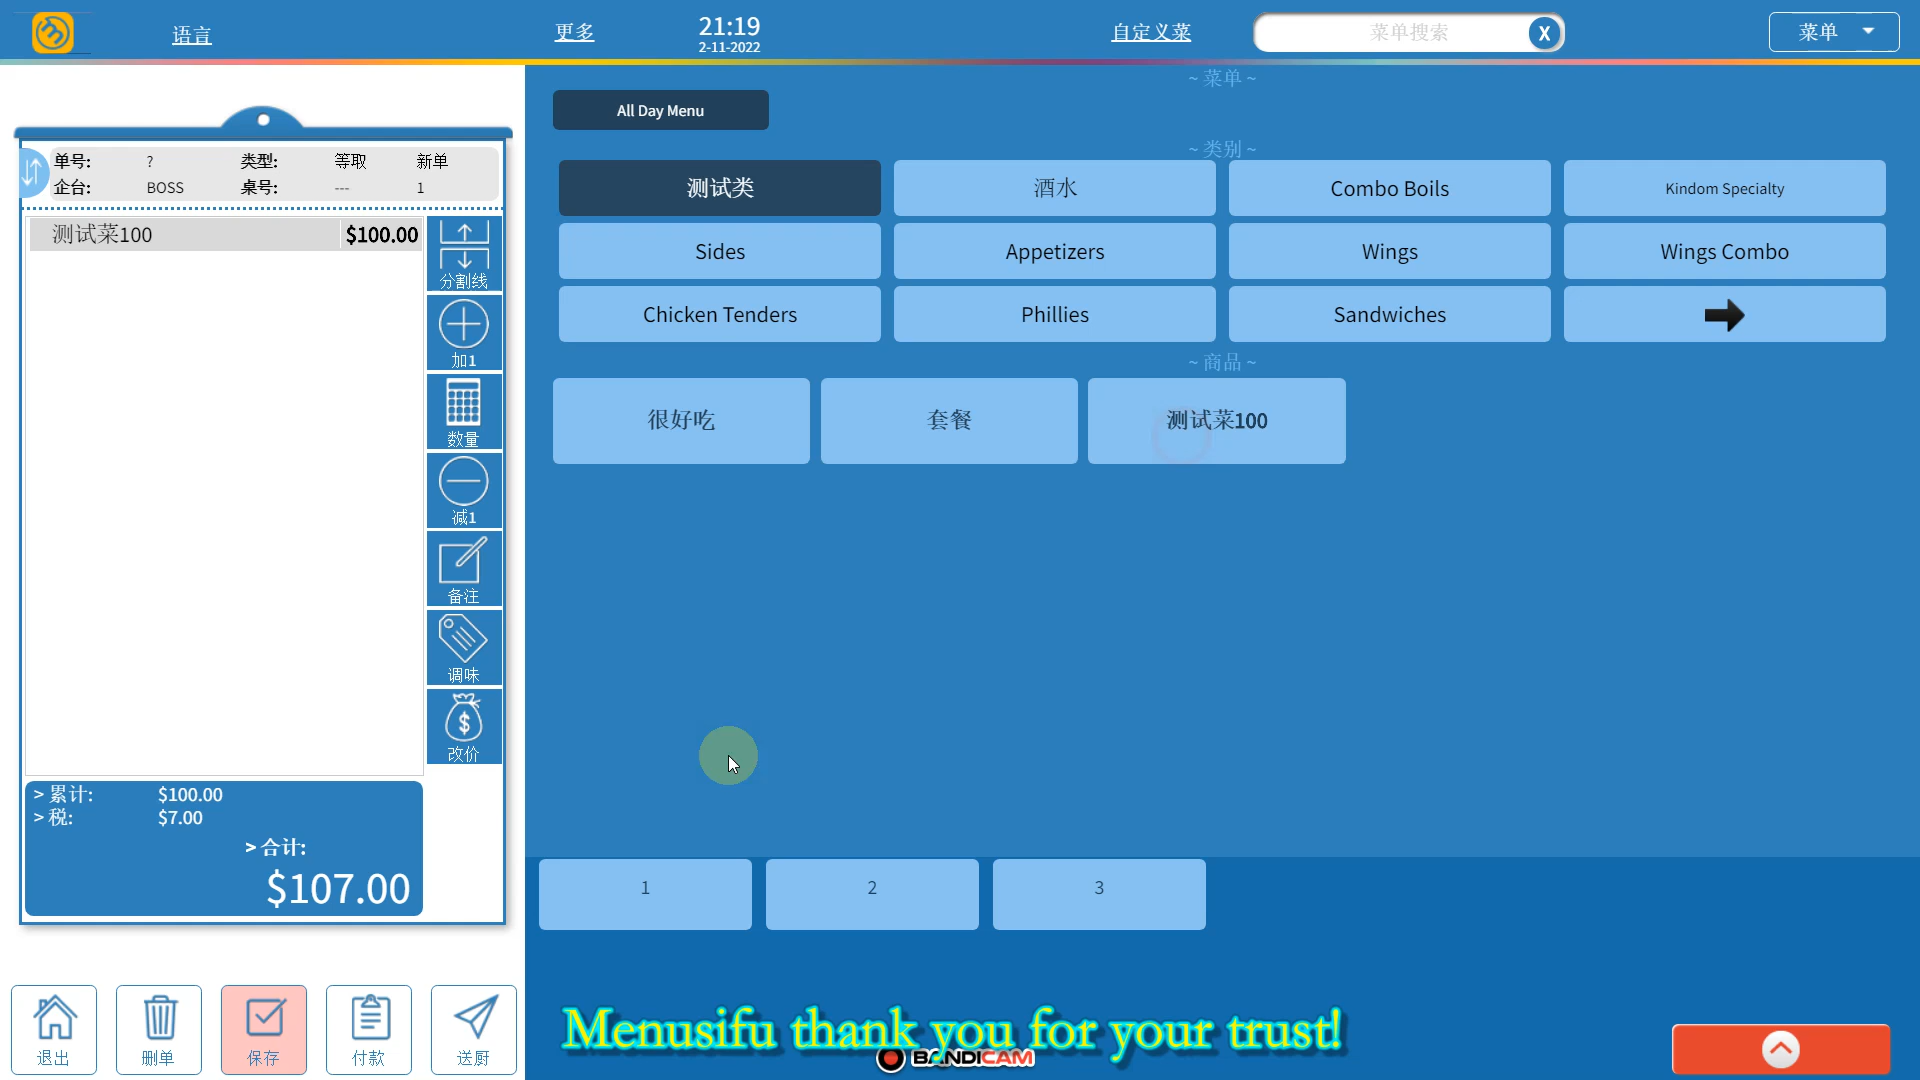 语言
更多
21:19
2-11-2022
自定义菜
菜单搜索
X
菜单
~ 菜单 ~
All Day Menu
~ 类别 ~
测试类
酒水
Combo Boils
Kindom Specialty
Sides
Appetizers
Wings
Wings Combo
Chicken Tenders
Phillies
Sandwiches
~ 商品 ~
很好吃
套餐
测试菜100
单号: ? 类型: 等取 新单
企台: BOSS 桌号: --- 1
测试菜100 $100.00
分割线
加1
数量
减1
备注
调味
改价
> 累计: $100.00
> 税: $7.00
> 合计:
$107.00
1
2
3
退出
删单
保存
付款
送厨
Menusifu thank you for your trust!
BANDICAM